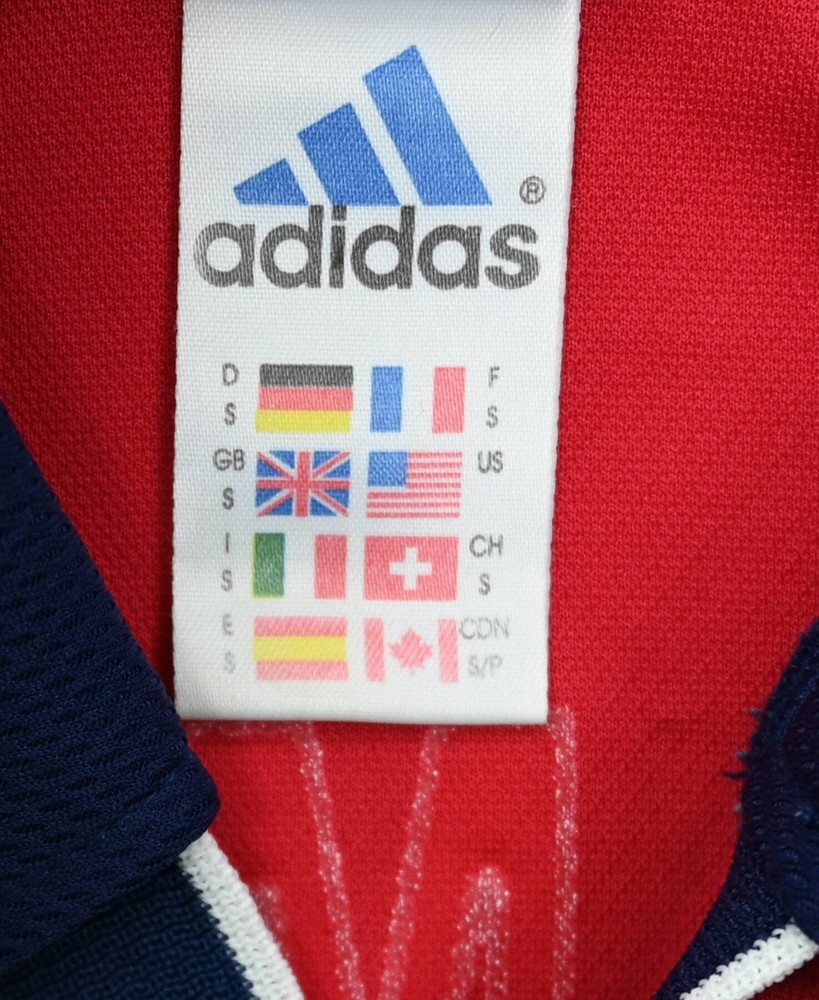 adidas ®
D F
S S
GB US
S
I CH
S S
E CDN
S S/P